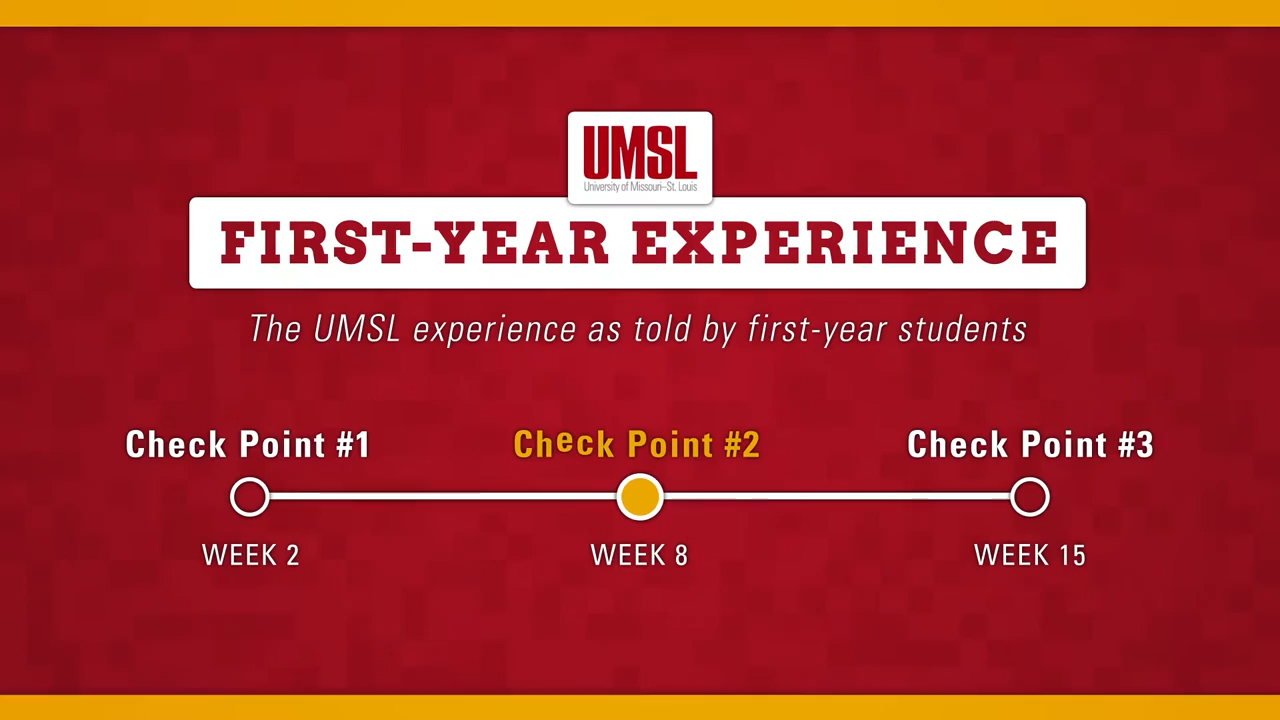 UMSL
University of Missouri–St. Louis
FIRST-YEAR EXPERIENCE
The UMSL experience as told by first-year students
Check Point #1
Check Point #2
Check Point #3
WEEK 2
WEEK 8
WEEK 15